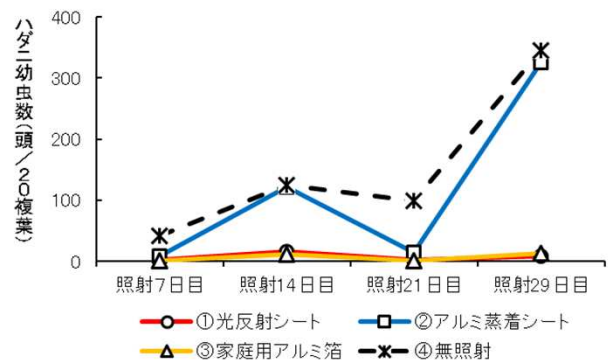 ハダニ幼虫数(頭/20複葉)
400
300
200
100
0
照射7日目 照射14日目 照射21日目 照射29日目
①光反射シート ②アルミ蒸着シート
③家庭用アルミ箔 ④無照射